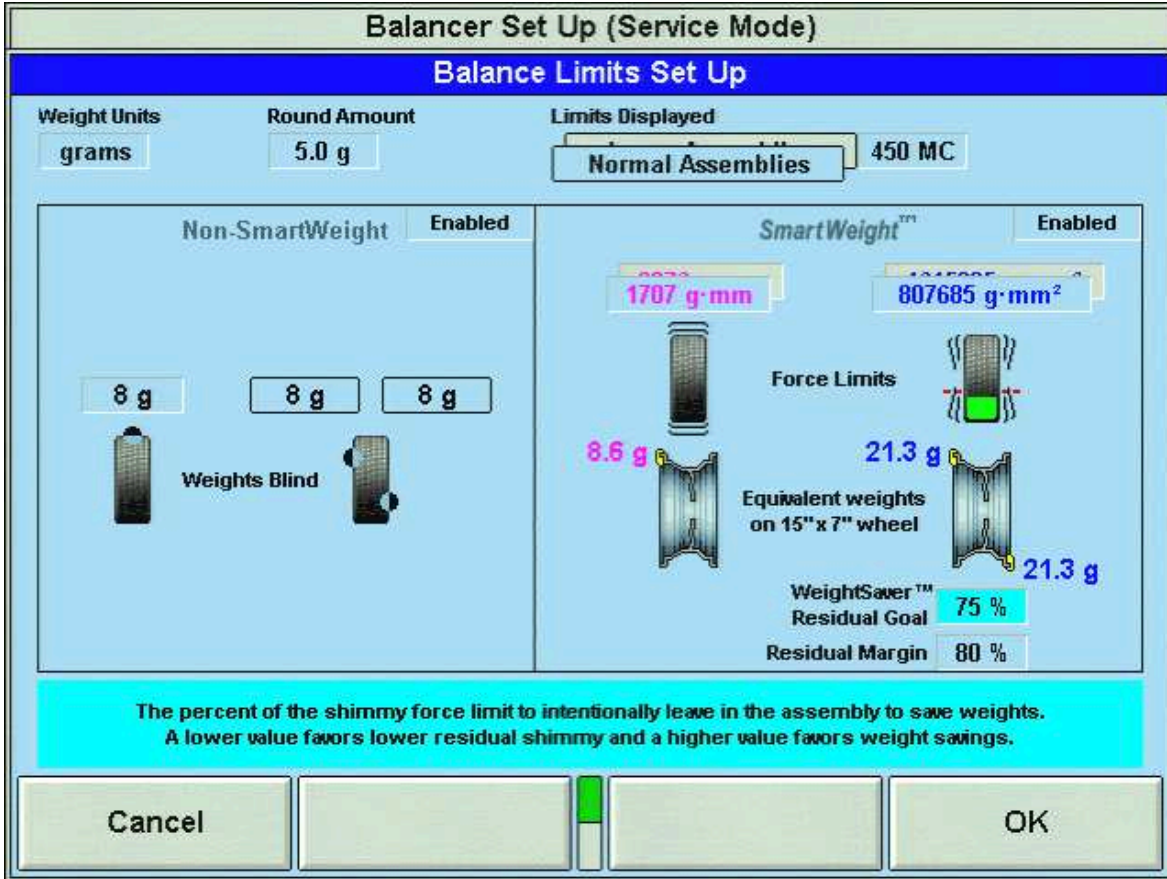 Balancer Set Up (Service Mode)
Balance Limits Set Up
Weight Units
Round Amount
Limits Displayed
grams
5.0 g
Normal Assemblies
450 MC
Non-SmartWeight
Enabled
SmartWeight™
Enabled
1707 g·mm
807685 g·mm²
Force Limits
8 g
8 g
8 g
Weights Blind
8.6 g
21.3 g
Equivalent weights
on 15" x 7" wheel
21.3 g
WeightSaver™
Residual Goal
75 %
Residual Margin
80 %
The percent of the shimmy force limit to intentionally leave in the assembly to save weights.
A lower value favors lower residual shimmy and a higher value favors weight savings.
Cancel
OK